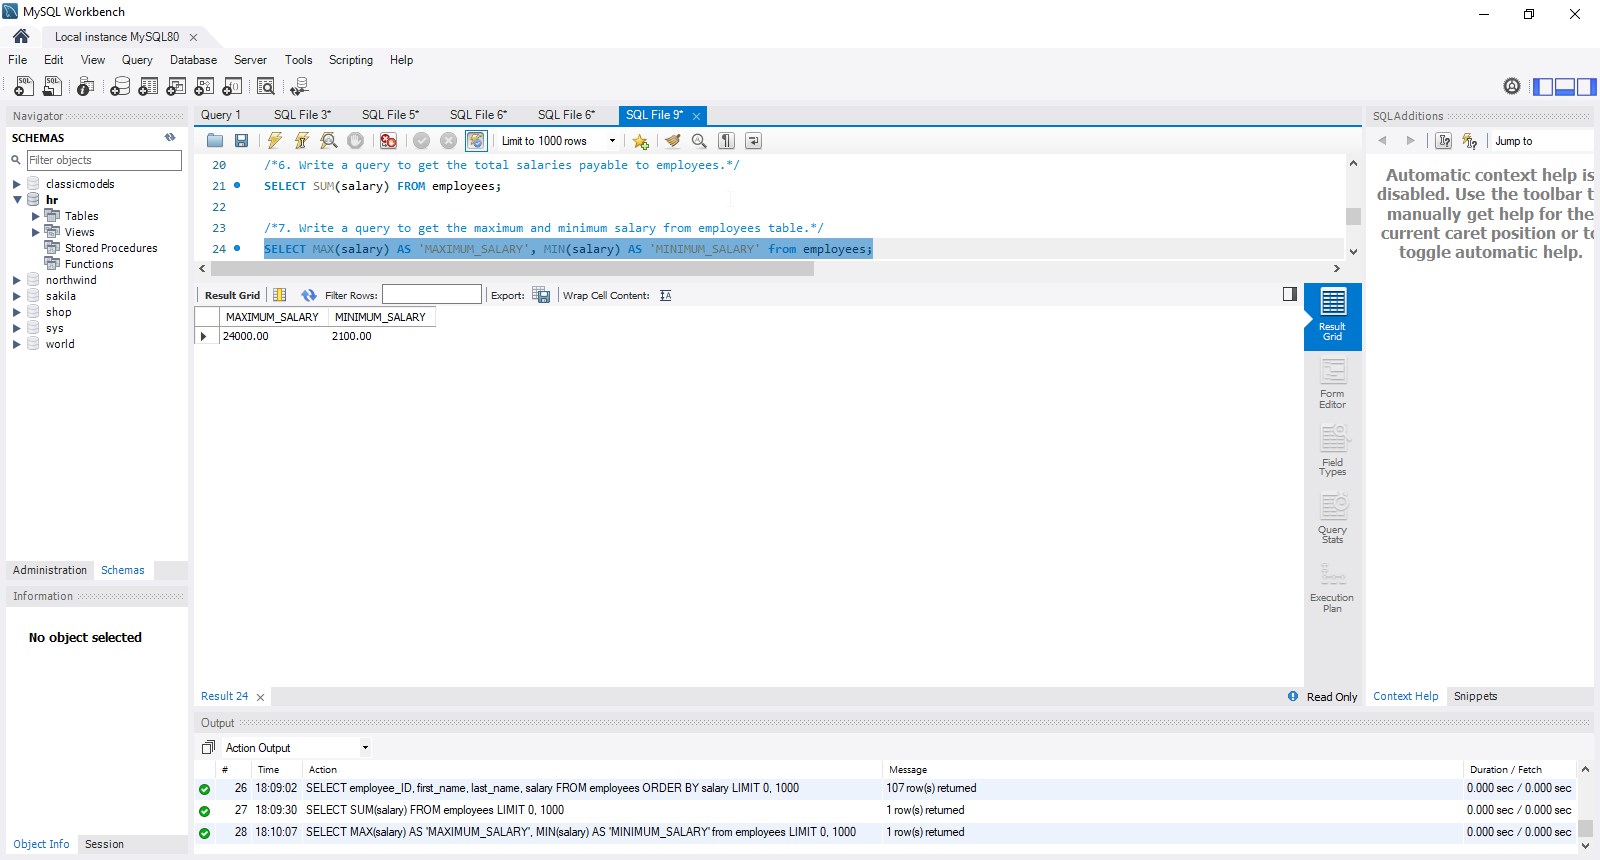 MySQL Workbench
Local instance MySQL80
File Edit View Query Database Server Tools Scripting Help
Navigator
SCHEMAS
Filter objects
classicmodels
hr
Tables
Views
Stored Procedures
Functions
northwind
sakila
shop
sys
world
Administration Schemas
Information
No object selected
Object Info Session
Query 1 SQL File 3* SQL File 5* SQL File 6* SQL File 6* SQL File 9*
Limit to 1000 rows
20 /*6. Write a query to get the total salaries payable to employees.*/
21 SELECT SUM(salary) FROM employees;
22
23 /*7. Write a query to get the maximum and minimum salary from employees table.*/
24 SELECT MAX(salary) AS 'MAXIMUM_SALARY', MIN(salary) AS 'MINIMUM_SALARY' from employees;
Result Grid Filter Rows: Export: Wrap Cell Content:
MAXIMUM_SALARY MINIMUM_SALARY
24000.00 2100.00
Result
Grid
Form
Editor
Field
Types
Query
Stats
Execution
Plan
Result 24
Read Only
SQLAdditions
Jump to
Automatic context help is
disabled. Use the toolbar t
manually get help for the
current caret position or to
toggle automatic help.
Context Help Snippets
Output
Action Output
# Time Action Message Duration / Fetch
26 18:09:02 SELECT employee_ID, first_name, last_name, salary FROM employees ORDER BY salary LIMIT 0, 1000 107 row(s) returned 0.000 sec / 0.000 sec
27 18:09:30 SELECT SUM(salary) FROM employees LIMIT 0, 1000 1 row(s) returned 0.000 sec / 0.000 sec
28 18:10:07 SELECT MAX(salary) AS 'MAXIMUM_SALARY', MIN(salary) AS 'MINIMUM_SALARY' from employees LIMIT 0, 1000 1 row(s) returned 0.000 sec / 0.000 sec